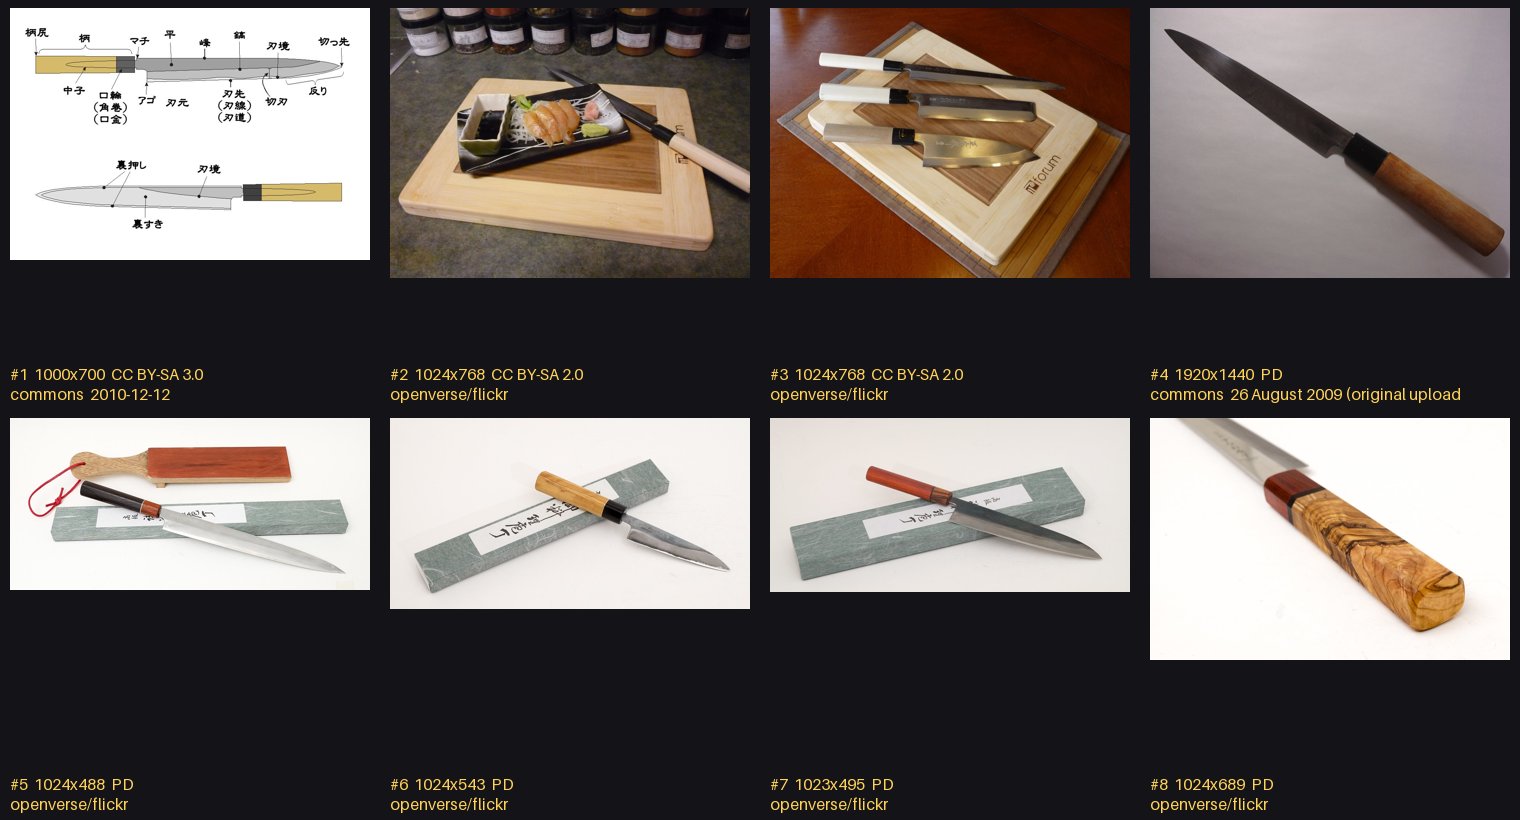 柄尻
柄
マチ
平
峰
鎬
刃境
切っ先
中子
口輪
(角巻)
(口金)
アゴ
刃元
刃先
(刃線)
(刃道)
切刃
反り
裏押し
刃境
裏すき
forum
forum
#1 1000x700 CC BY-SA 3.0
commons 2010-12-12
#2 1024x768 CC BY-SA 2.0
openverse/flickr
#3 1024x768 CC BY-SA 2.0
openverse/flickr
#4 1920x1440 PD
commons 26 August 2009 (original upload
#5 1024x488 PD
openverse/flickr
#6 1024x543 PD
openverse/flickr
#7 1023x495 PD
openverse/flickr
#8 1024x689 PD
openverse/flickr